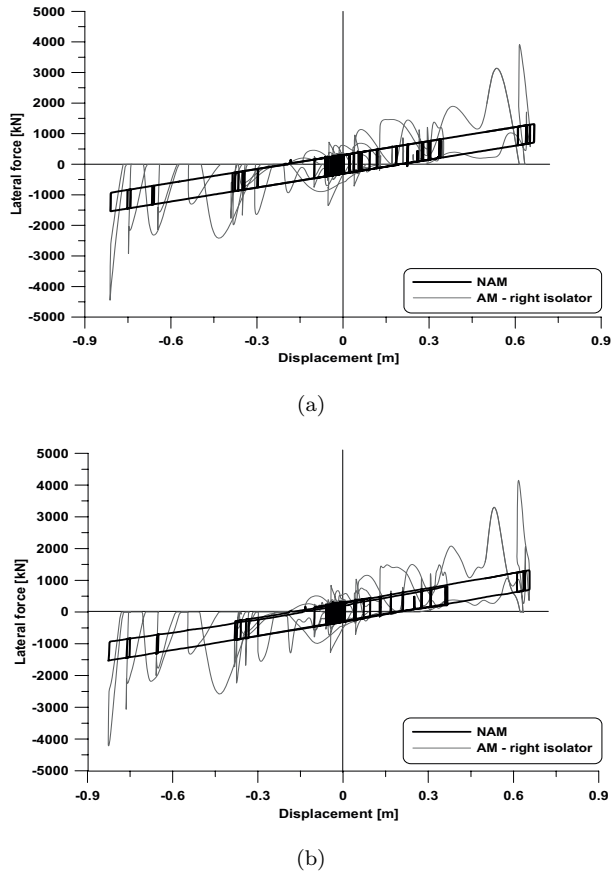 5000
4000
3000
2000
1000
0
-1000
-2000
-3000
-4000
-5000
Lateral force [kN]
NAM
AM - right isolator
-0.9 -0.6 -0.3 0 0.3 0.6 0.9
Displacement [m]
(a)
5000
4000
3000
2000
1000
0
-1000
-2000
-3000
-4000
-5000
Lateral force [kN]
NAM
AM - right isolator
-0.9 -0.6 -0.3 0 0.3 0.6 0.9
Displacement [m]
(b)